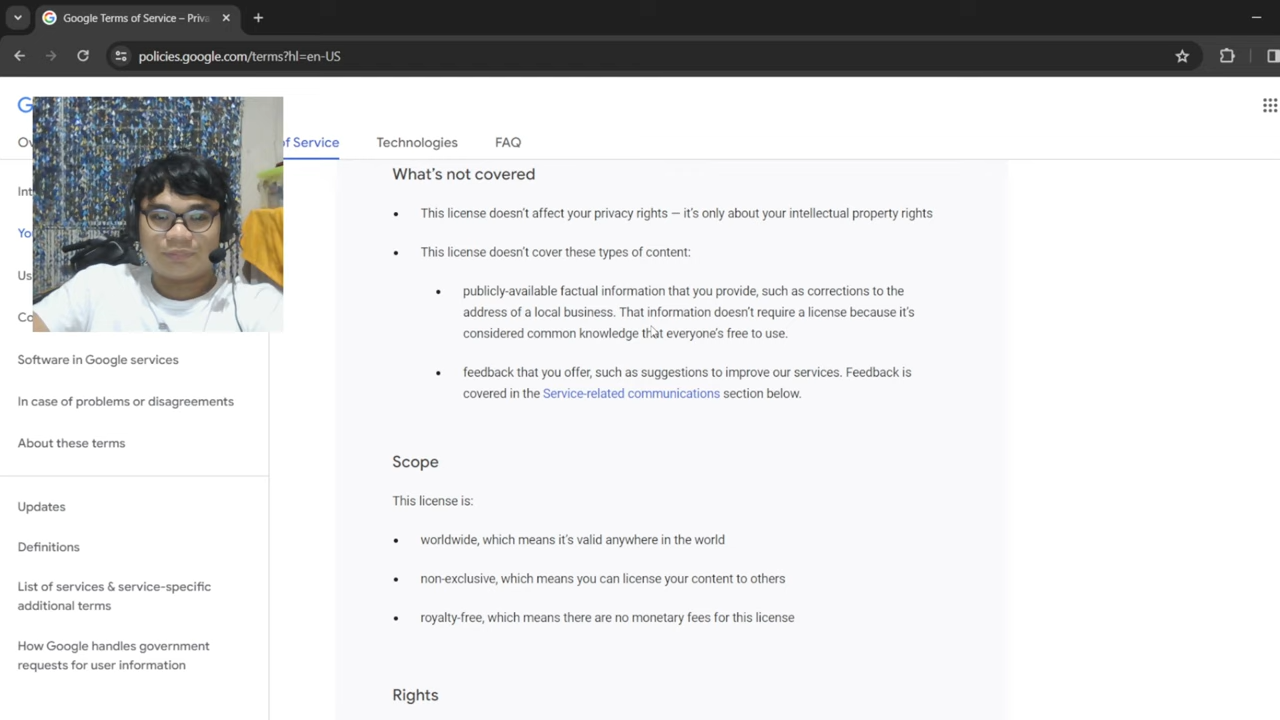 Google Terms of Service – Priva
policies.google.com/terms?hl=en-US
G
Ov
of Service
Technologies
FAQ
Int
Yo
Us
Co
Software in Google services
In case of problems or disagreements
About these terms
Updates
Definitions
List of services & service-specific
additional terms
How Google handles government
requests for user information
What's not covered
• This license doesn't affect your privacy rights — it's only about your intellectual property rights
• This license doesn't cover these types of content:
• publicly-available factual information that you provide, such as corrections to the
address of a local business. That information doesn't require a license because it's
considered common knowledge that everyone's free to use.
• feedback that you offer, such as suggestions to improve our services. Feedback is
covered in the Service-related communications section below.
Scope
This license is:
• worldwide, which means it's valid anywhere in the world
• non-exclusive, which means you can license your content to others
• royalty-free, which means there are no monetary fees for this license
Rights